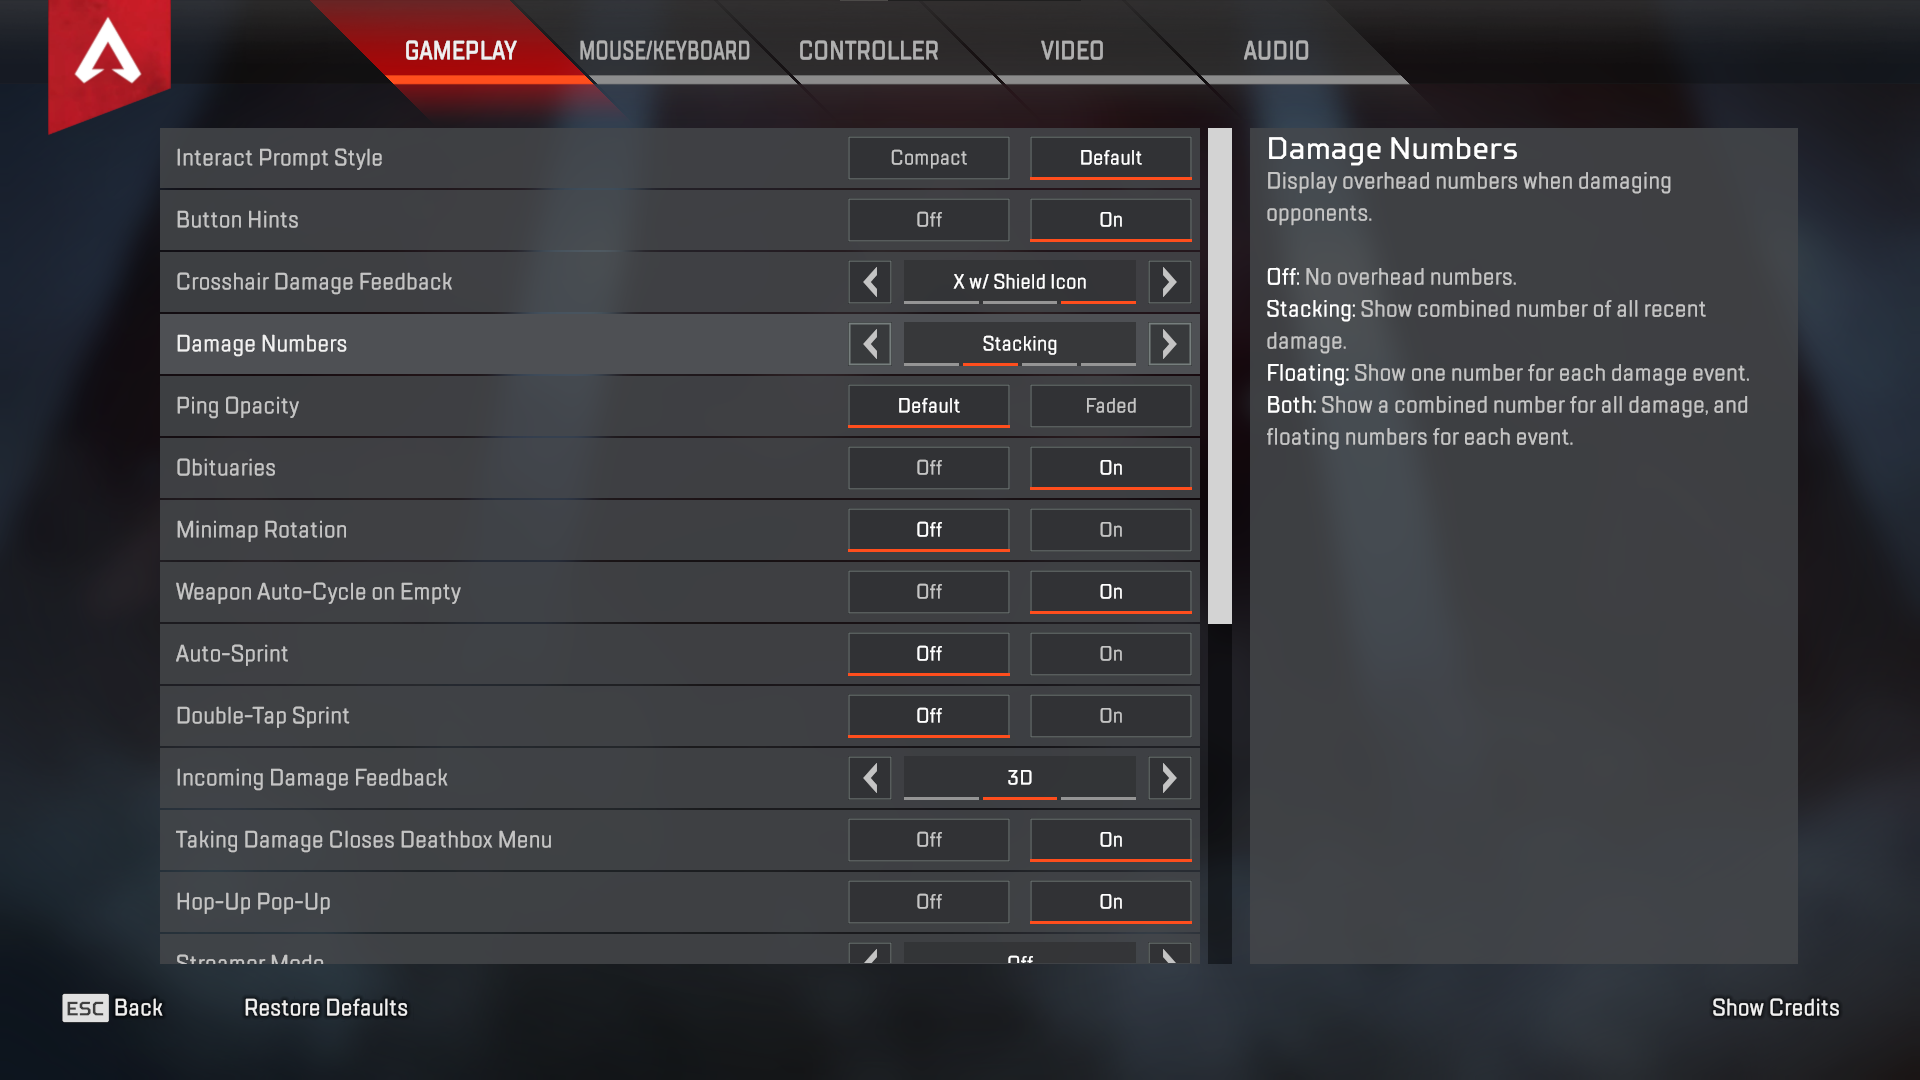 GAMEPLAY MOUSE/KEYBOARD CONTROLLER VIDEO AUDIO
Interact Prompt Style Compact Default
Button Hints Off On
Crosshair Damage Feedback X w/ Shield Icon
Damage Numbers Stacking
Ping Opacity Default Faded
Obituaries Off On
Minimap Rotation Off On
Weapon Auto-Cycle on Empty Off On
Auto-Sprint Off On
Double-Tap Sprint Off On
Incoming Damage Feedback 3D
Taking Damage Closes Deathbox Menu Off On
Hop-Up Pop-Up Off On
Streamer Mode Off
Damage Numbers
Display overhead numbers when damaging
opponents.
Off: No overhead numbers.
Stacking: Show combined number of all recent
damage.
Floating: Show one number for each damage event.
Both: Show a combined number for all damage, and
floating numbers for each event.
ESC Back Restore Defaults Show Credits